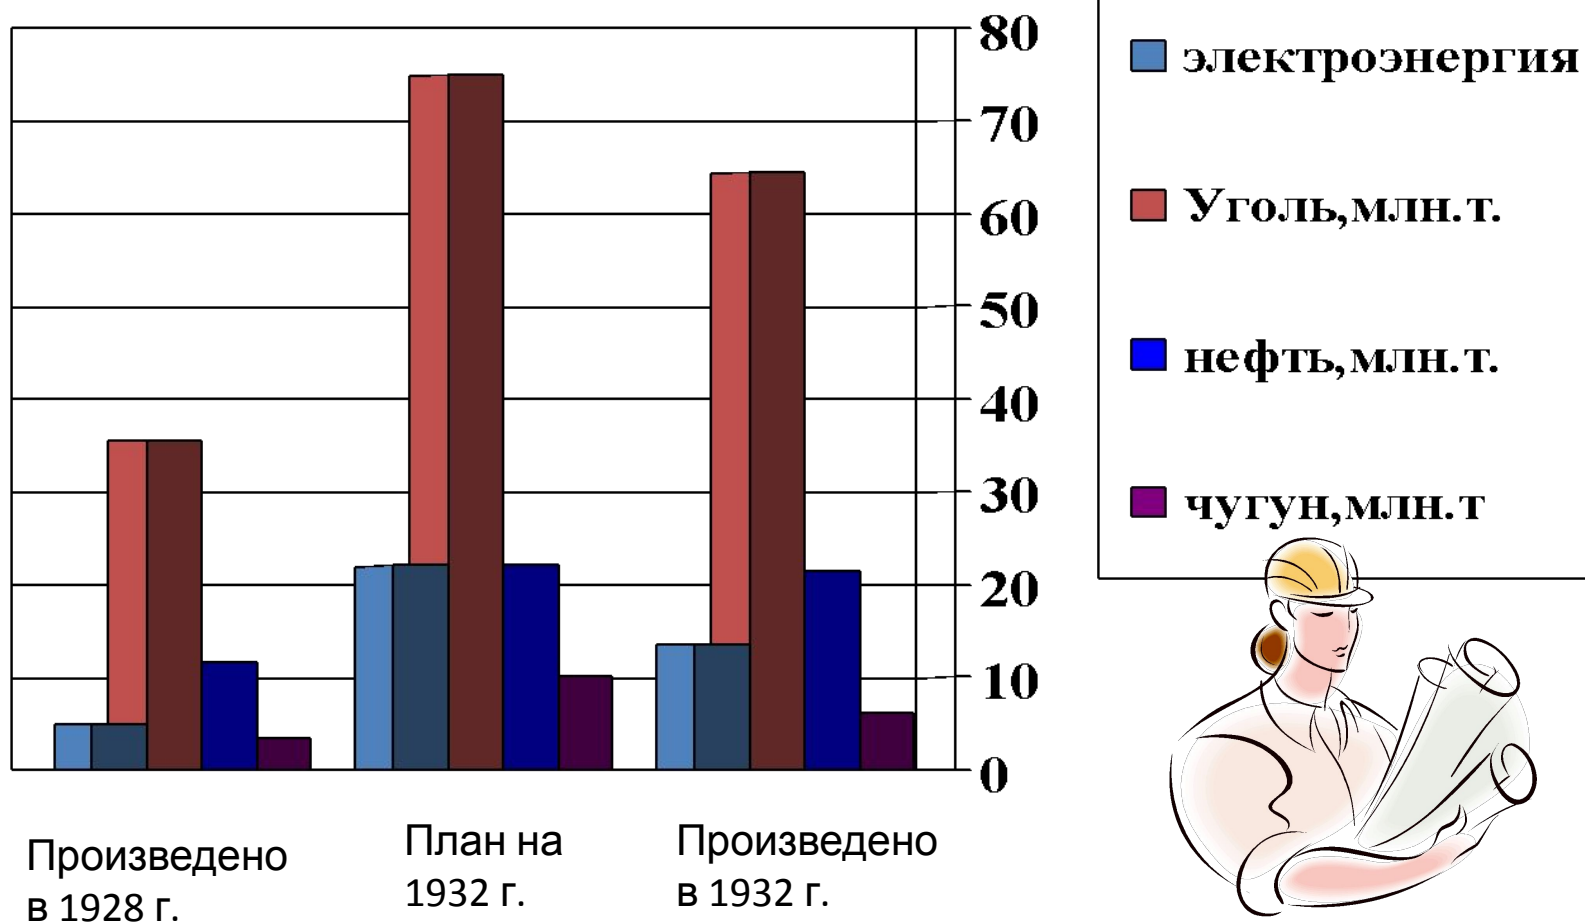 80
70
60
50
40
30
20
10
0
электроэнергия
Уголь,млн.т.
нефть,млн.т.
чугун,млн.т
Произведено
в 1928 г.
План на
1932 г.
Произведено
в 1932 г.